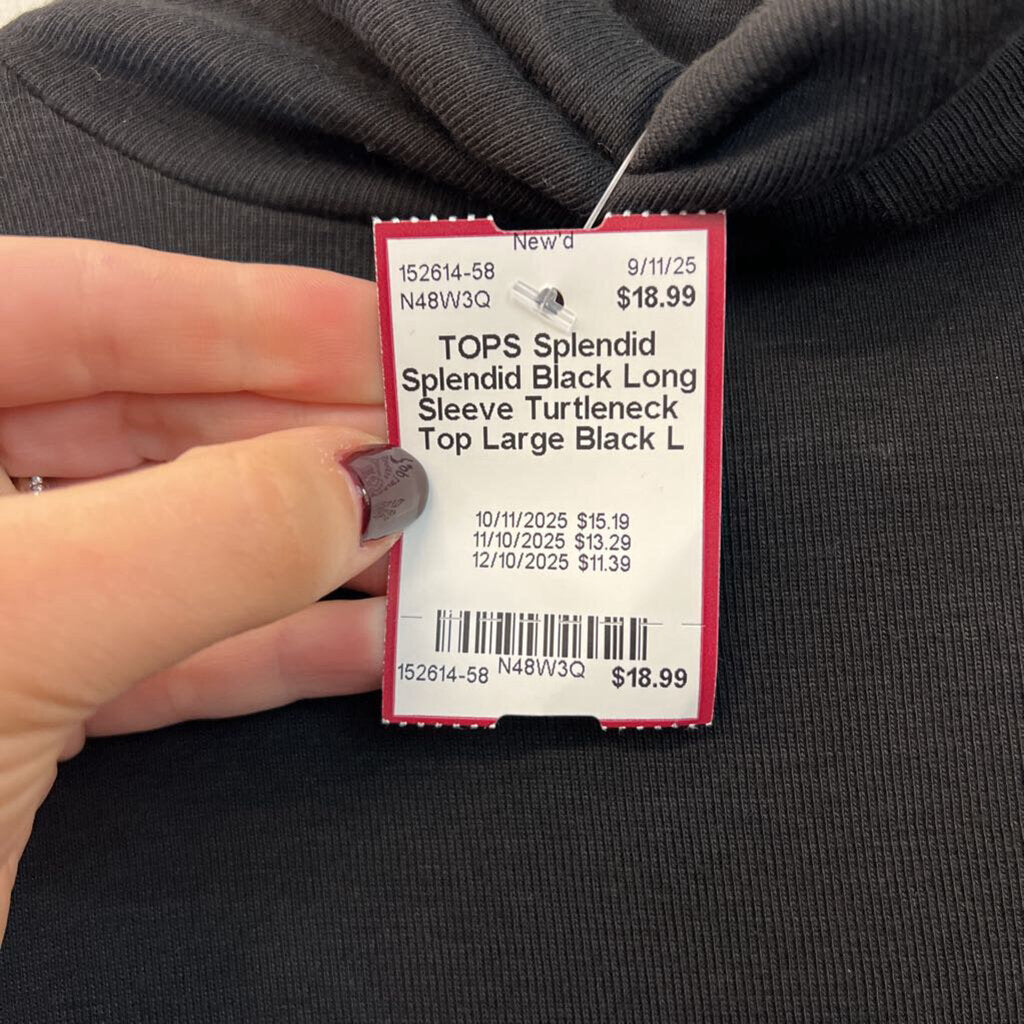 New'd
152614-58 9/11/25
N48W3Q $18.99
TOPS Splendid
Splendid Black Long
Sleeve Turtleneck
Top Large Black L
10/11/2025 $15.19
11/10/2025 $13.29
12/10/2025 $11.39
152614-58 N48W3Q $18.99